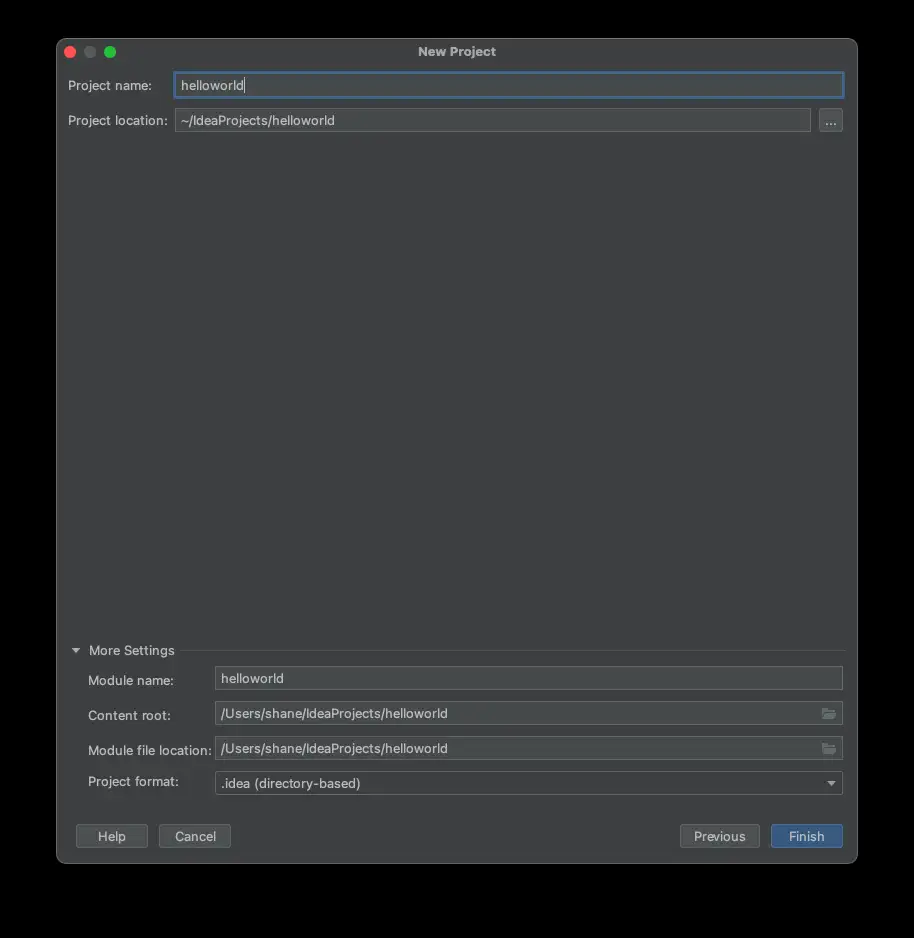 New Project
Project name: helloworld
Project location: ~/IdeaProjects/helloworld ...
More Settings
Module name: helloworld
Content root: /Users/shane/IdeaProjects/helloworld
Module file location: /Users/shane/IdeaProjects/helloworld
Project format: .idea (directory-based)
Help Cancel Previous Finish